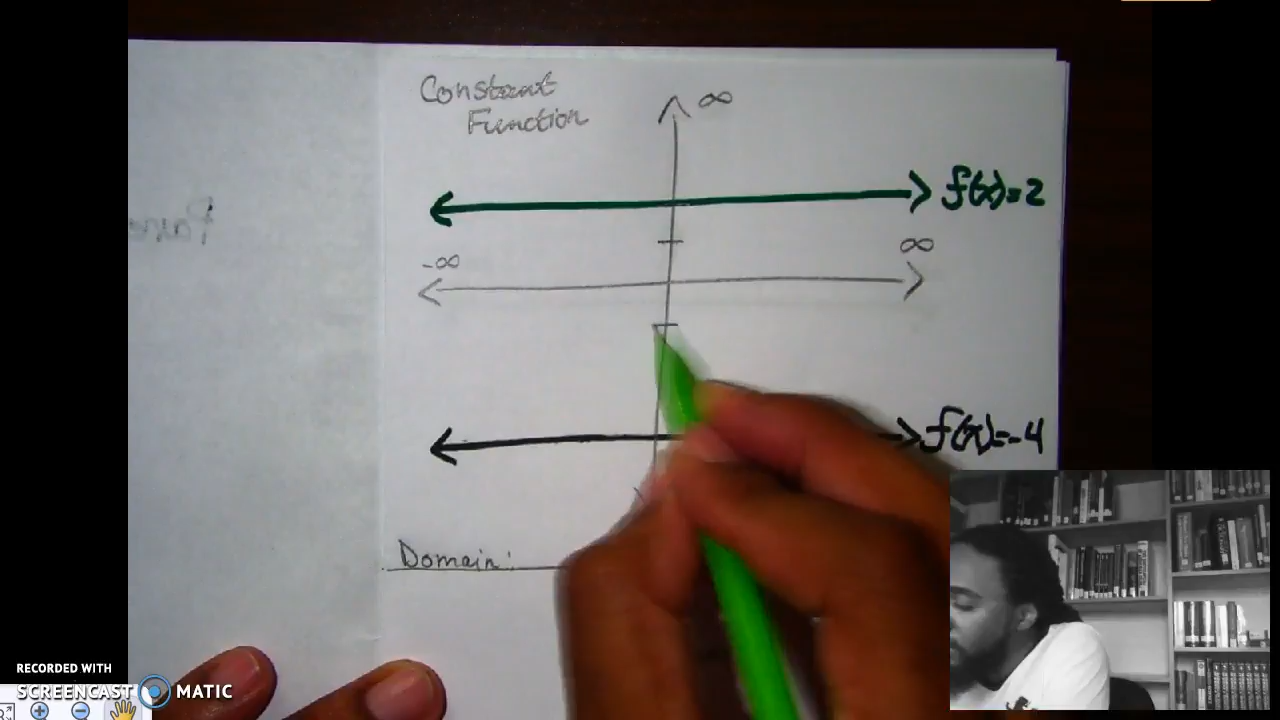 Constant
Function
∞
f(x)=2
-∞
∞
f(x)=-4
Domain:
RECORDED WITH
SCREENCAST MATIC